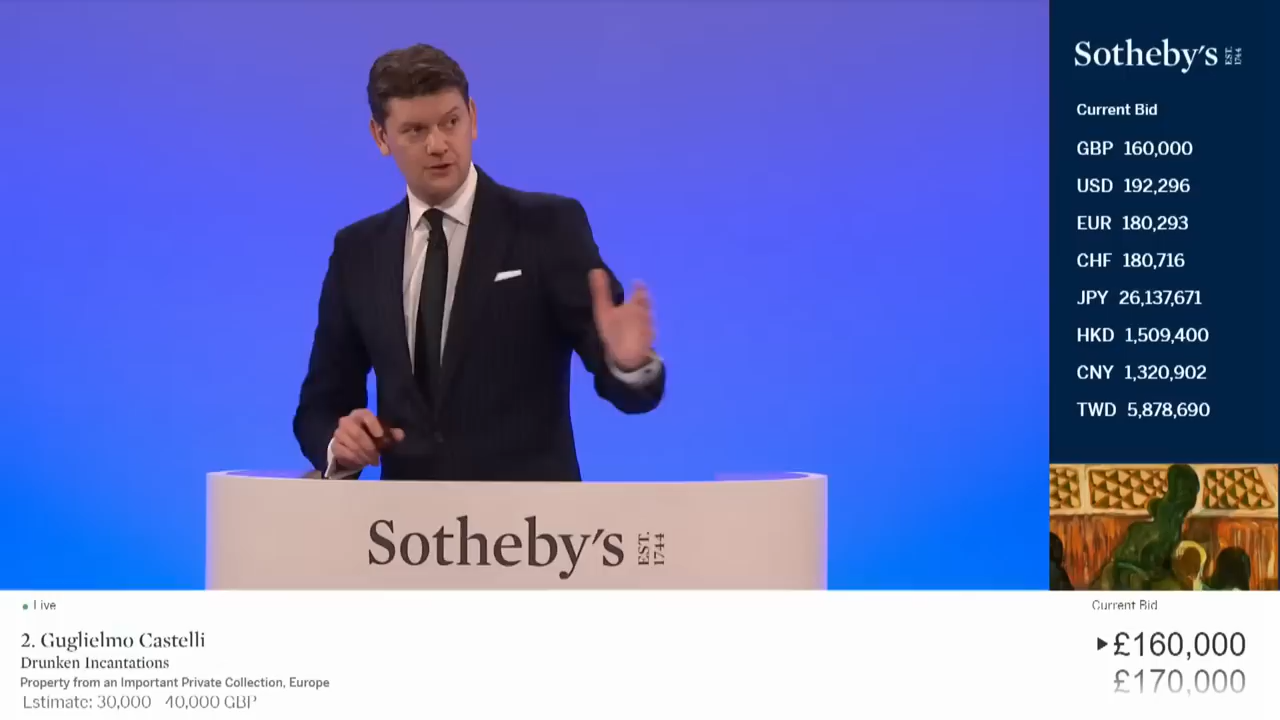 Sotheby's EST. 1744
Current Bid
GBP 160,000
USD 192,296
EUR 180,293
CHF 180,716
JPY 26,137,671
HKD 1,509,400
CNY 1,320,902
TWD 5,878,690
Sotheby's EST. 1744
Live
2. Guglielmo Castelli
Drunken Incantations
Property from an Important Private Collection, Europe
Estimate: 30,000 40,000 GBP
Current Bid
£160,000
£170,000